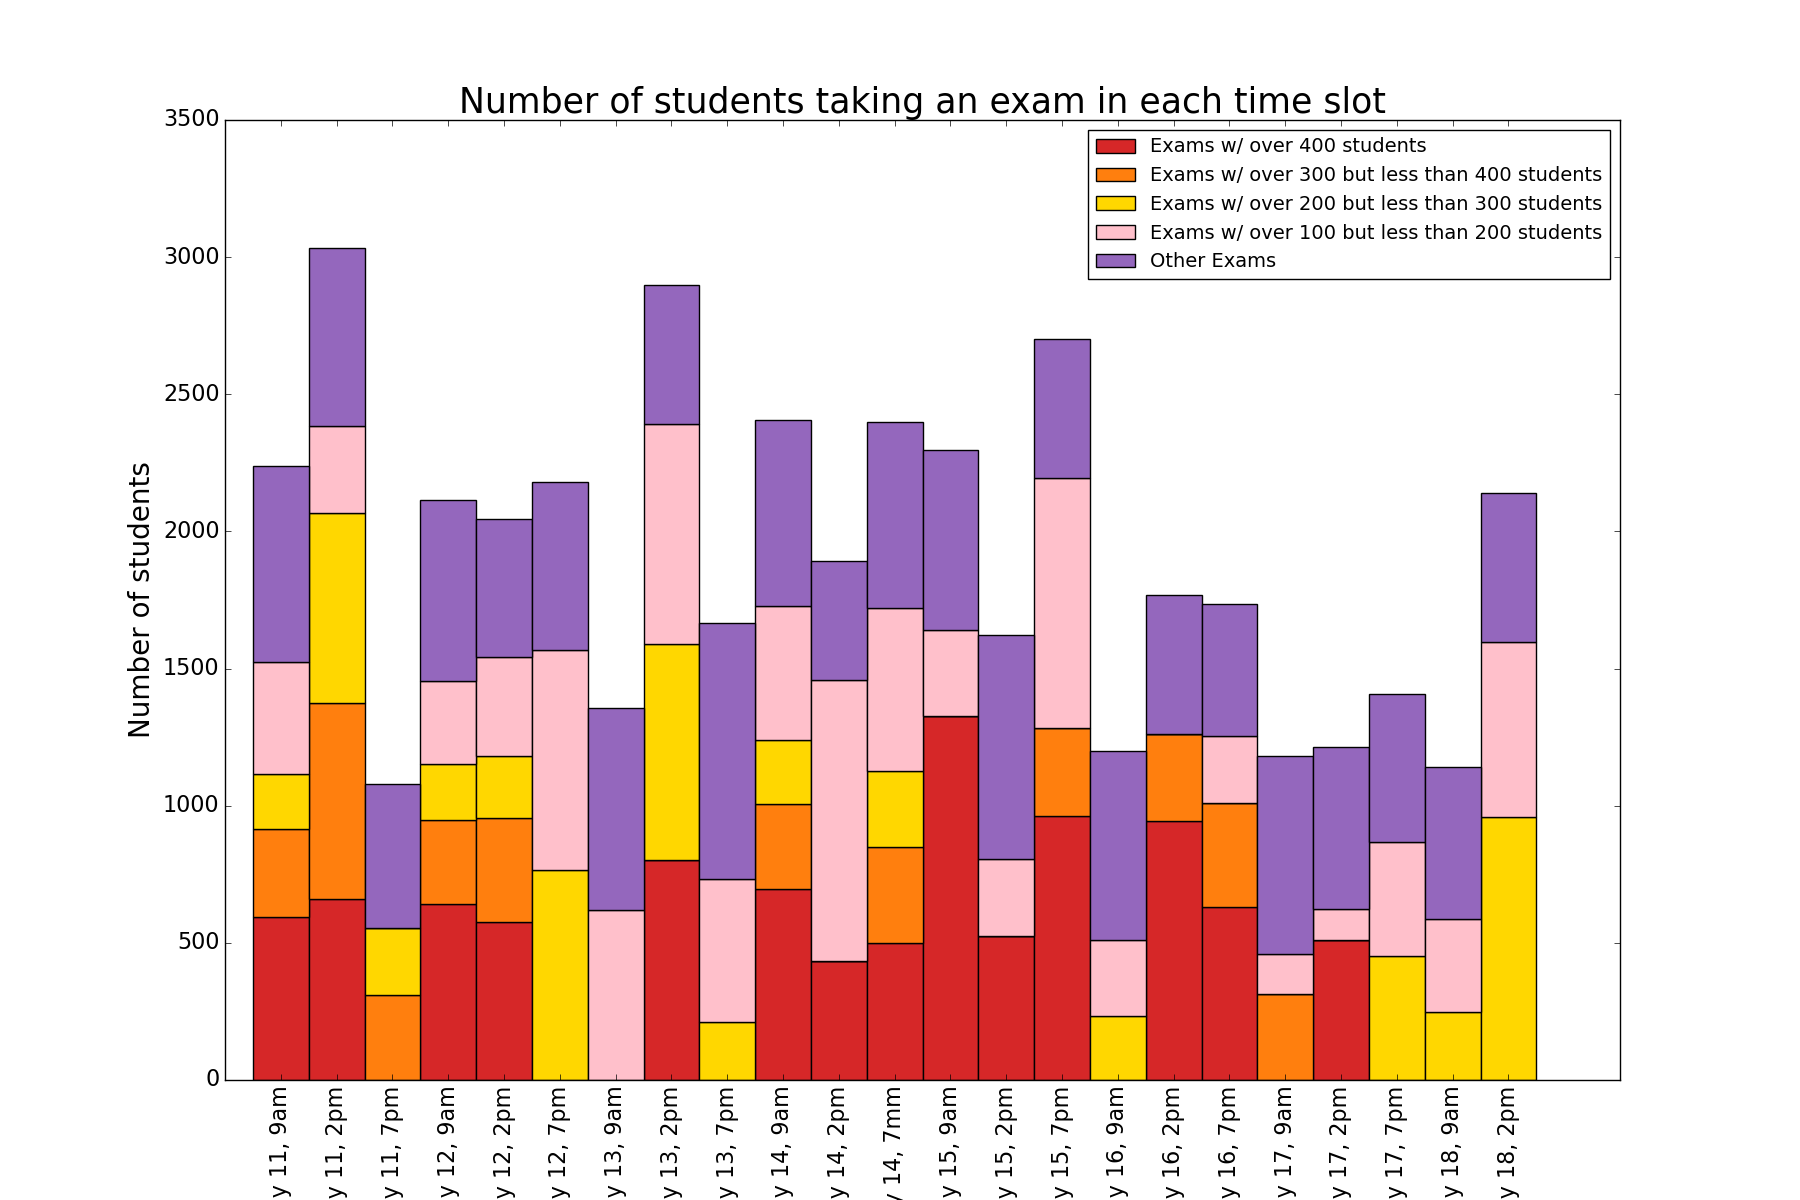 Number of students taking an exam in each time slot
Exams w/ over 400 students
Exams w/ over 300 but less than 400 students
Exams w/ over 200 but less than 300 students
Exams w/ over 100 but less than 200 students
Other Exams
Number of students
3500
3000
2500
2000
1500
1000
500
0
y 11, 9am
y 11, 2pm
y 11, 7pm
y 12, 9am
y 12, 2pm
y 12, 7pm
y 13, 9am
y 13, 2pm
y 13, 7pm
y 14, 9am
y 14, 2pm
y 14, 7mm
y 15, 9am
y 15, 2pm
y 15, 7pm
y 16, 9am
y 16, 2pm
y 16, 7pm
y 17, 9am
y 17, 2pm
y 17, 7pm
y 18, 9am
y 18, 2pm